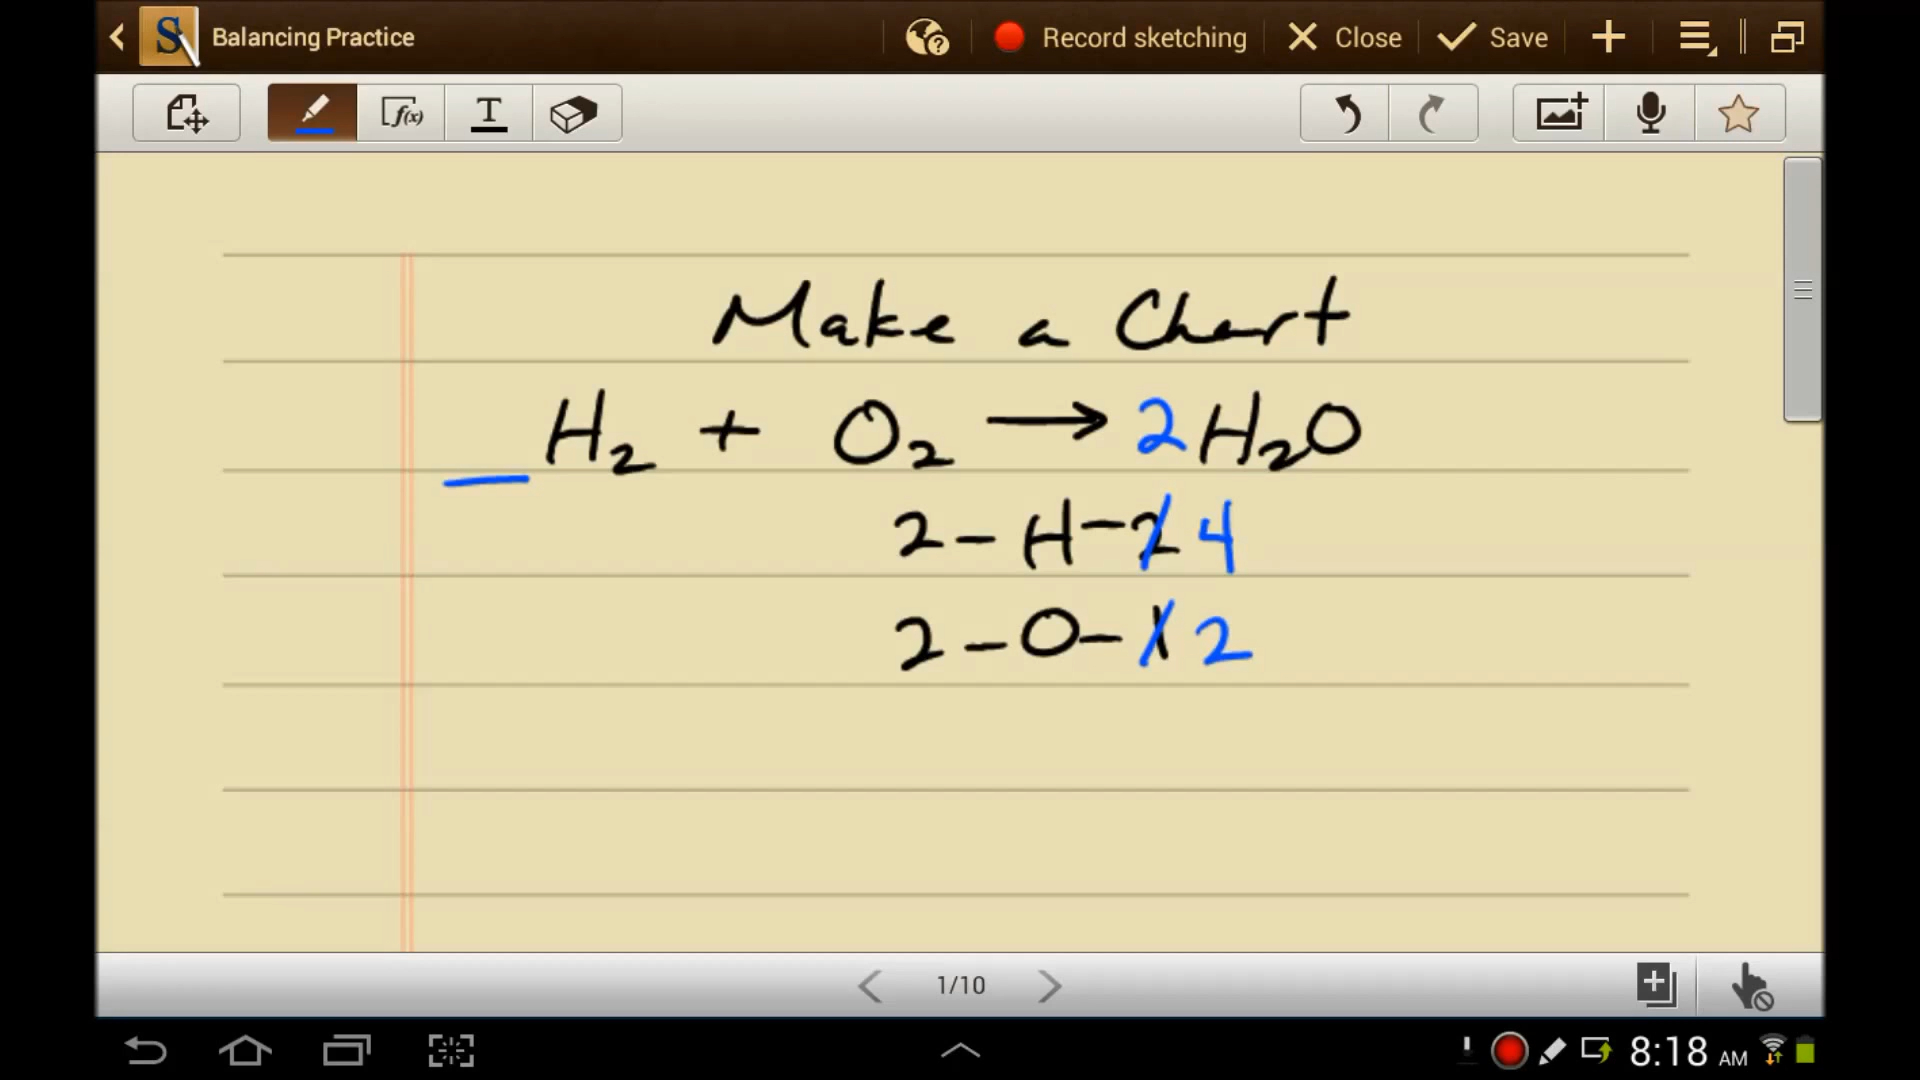 Balancing Practice Record sketching Close Save
f(x) T
Make a Chart
_H₂ + O₂ → 2H₂O
2 - H - 2 4
2 - O - 1 2
1/10
8:18 AM